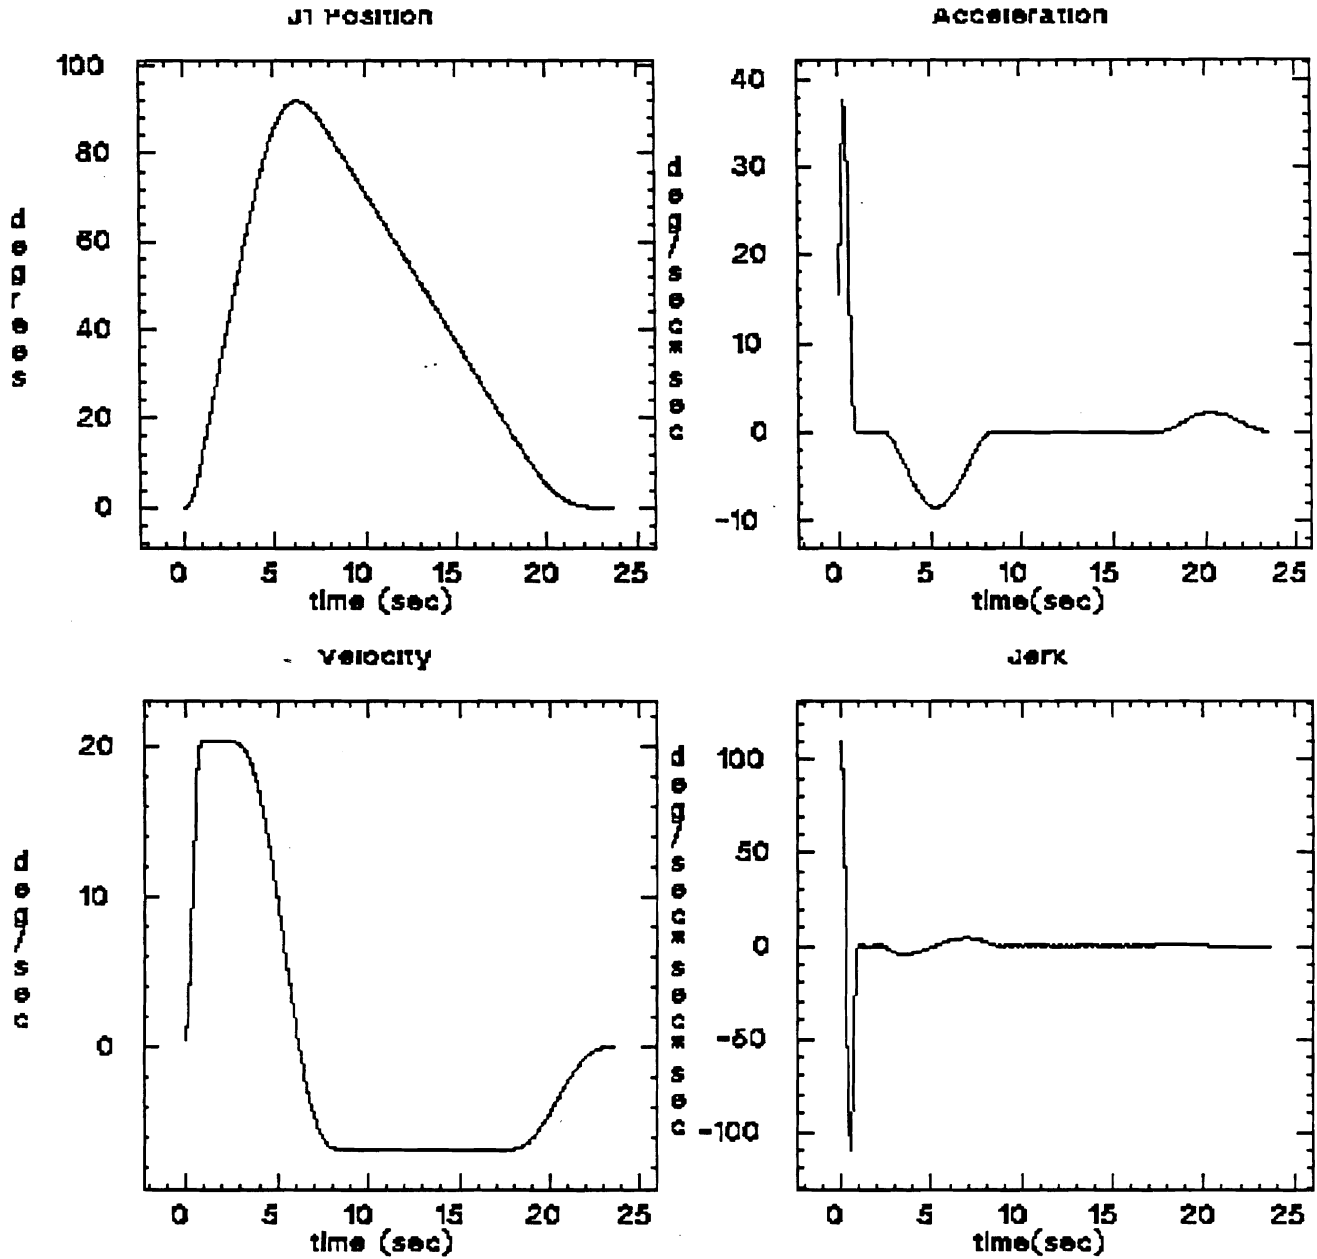 J1 Position
100
80
60
40
20
0
degrees
0 5 10 15 20 25
time (sec)
Acceleration
40
30
20
10
0
-10
deg/sec*sec
0 5 10 15 20 25
time(sec)
Velocity
20
10
0
deg/sec
0 5 10 15 20 25
time (sec)
Jerk
100
50
0
-50
-100
deg/sec*sec*sec
0 5 10 15 20 25
time(sec)